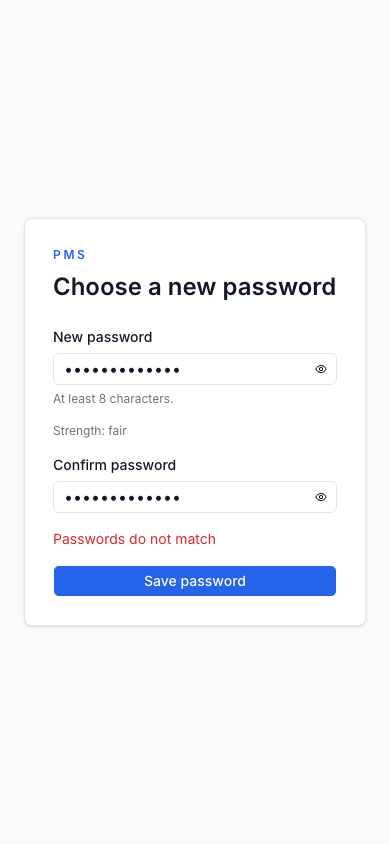 PMS
Choose a new password
New password
•••••••••••••
At least 8 characters.
Strength: fair
Confirm password
•••••••••••••
Passwords do not match
Save password